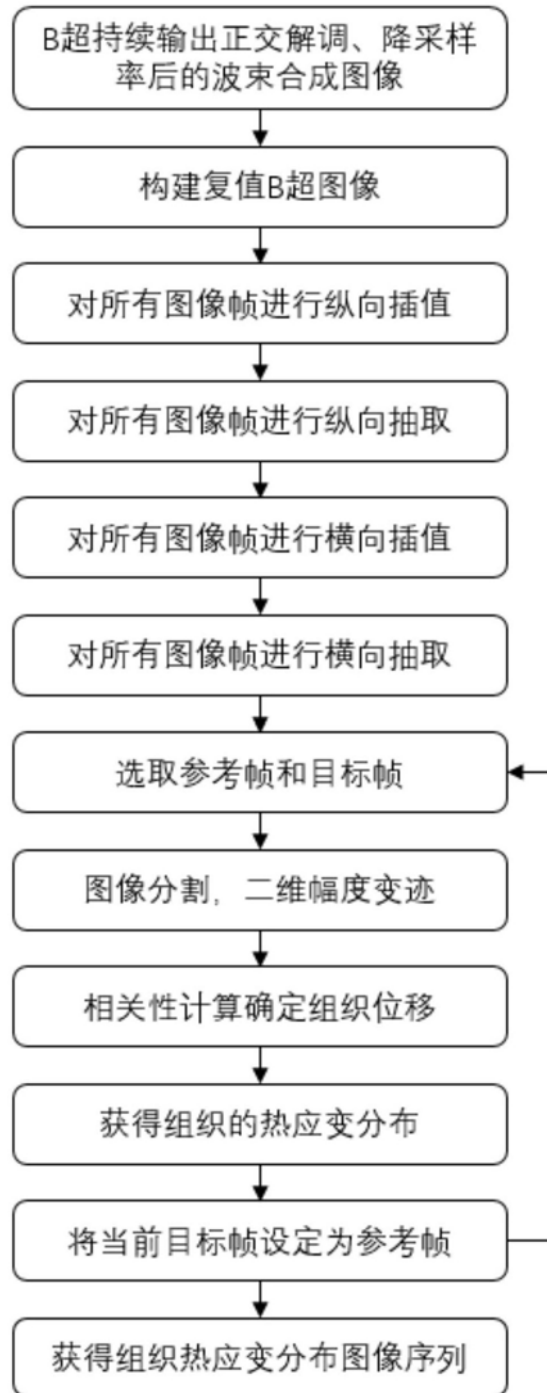 B超持续输出正交解调、降采样
率后的波束合成图像
构建复值B超图像
对所有图像帧进行纵向插值
对所有图像帧进行纵向抽取
对所有图像帧进行横向插值
对所有图像帧进行横向抽取
选取参考帧和目标帧
图像分割，二维幅度变迹
相关性计算确定组织位移
获得组织的热应变分布
将当前目标帧设定为参考帧
获得组织热应变分布图像序列